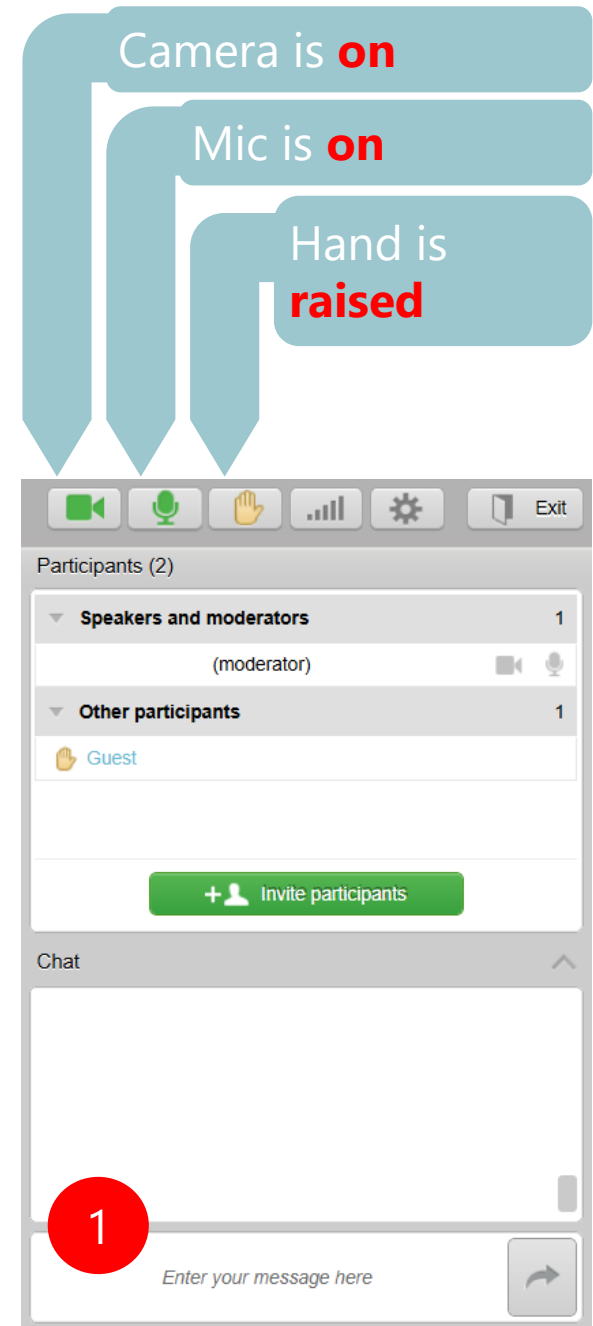 Camera is on
Mic is on
Hand is
raised
Exit
Participants (2)
Speakers and moderators 1
(moderator)
Other participants 1
Guest
Invite participants
Chat
1
Enter your message here